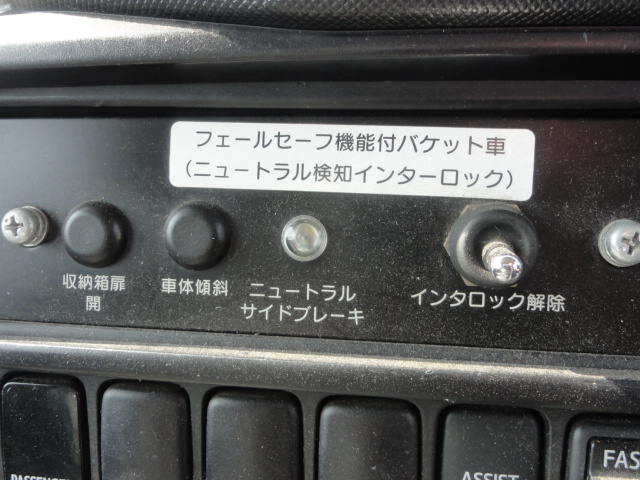 フェールセーフ機能付バケット車
(ニュートラル検知インターロック)
収納箱扉
開
車体傾斜
ニュートラル
サイドブレーキ
インタロック解除
ASSIST